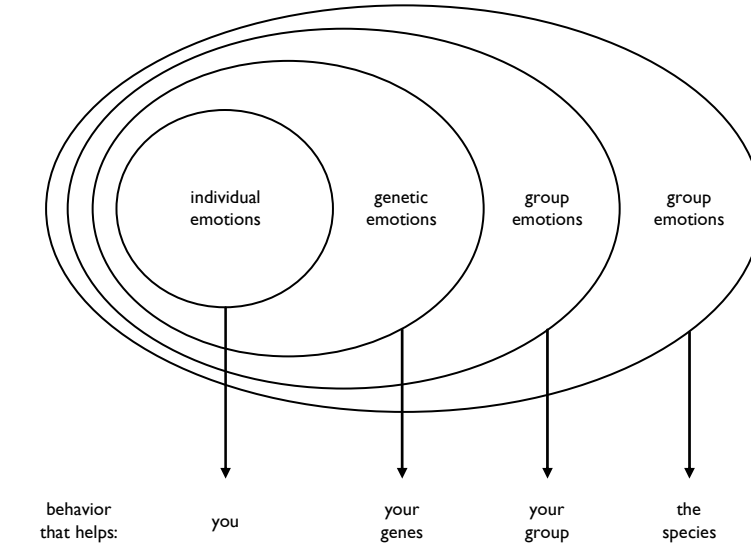 individual
emotions
genetic
emotions
group
emotions
group
emotions
behavior
that helps:
you
your
genes
your
group
the
species